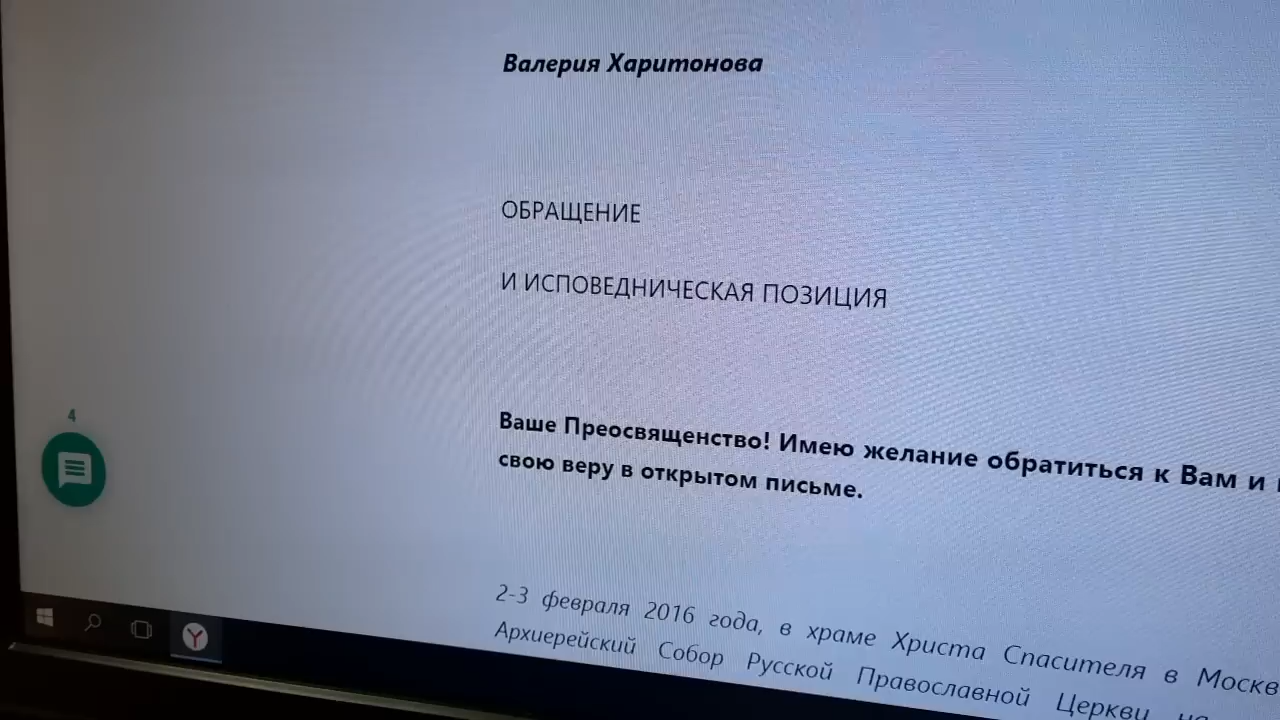 Валерия Харитонова
ОБРАЩЕНИЕ
И ИСПОВЕДНИЧЕСКАЯ ПОЗИЦИЯ
Ваше Преосвященство! Имею желание обратиться к Вам и
свою веру в открытом письме.
4
2-3 февраля 2016 года, в храме Христа Спасителя в
Архиерейский Собор Русской Православной Церкви